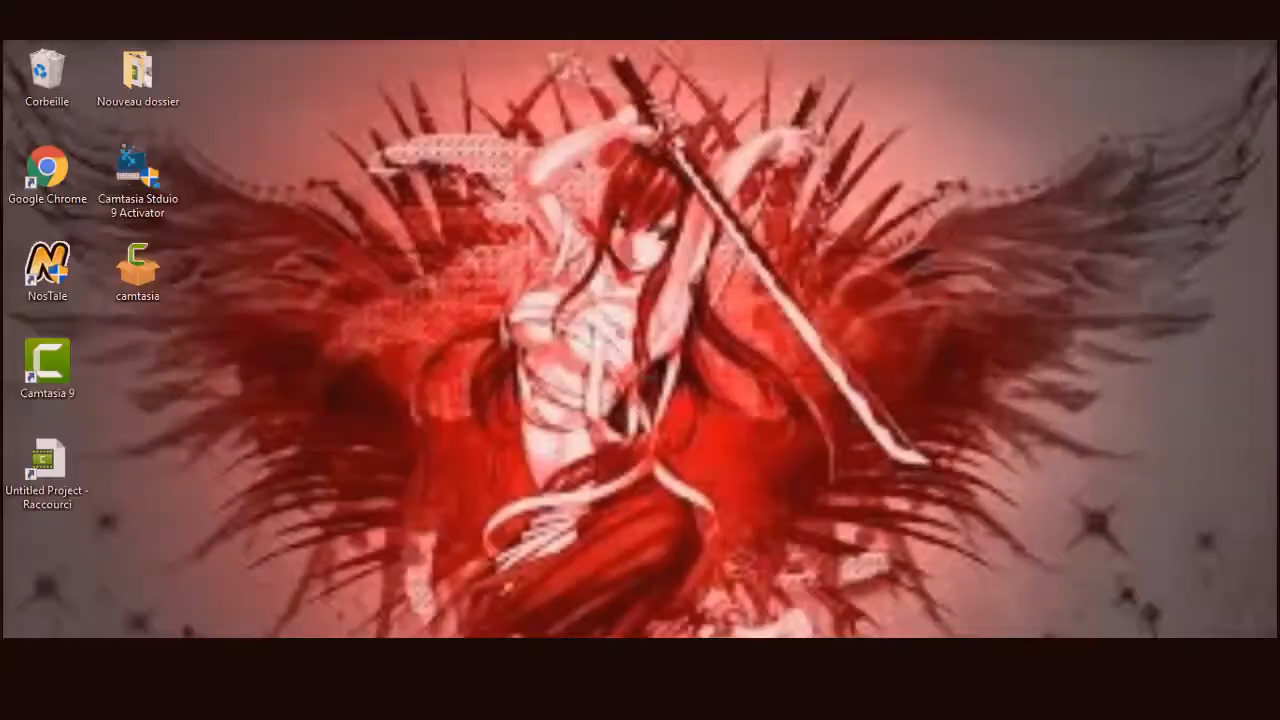 Corbeille
Nouveau dossier
Google Chrome
Camtasia Stduio
9 Activator
NosTale
camtasia
Camtasia 9
Untitled Project -
Raccourci